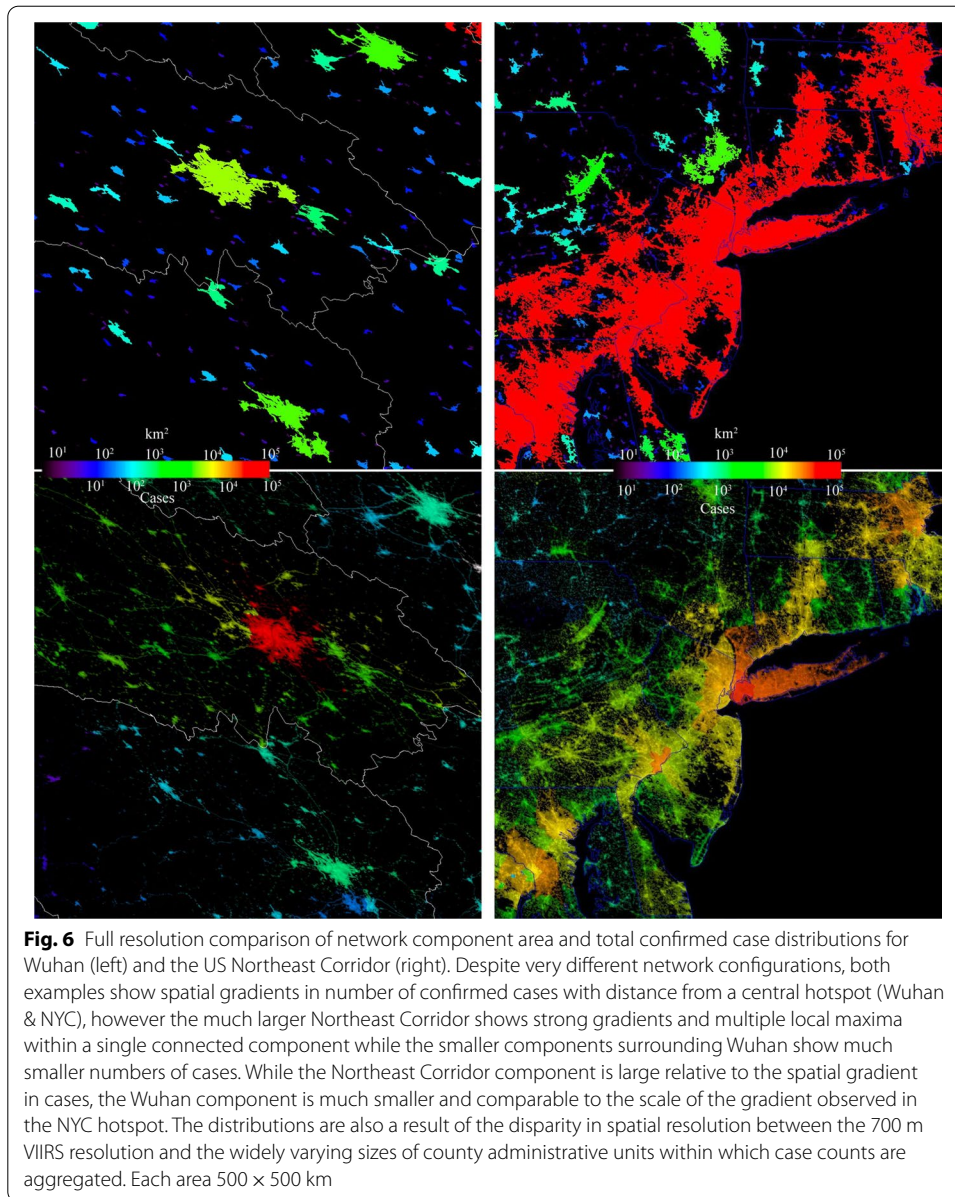 km²
10¹ 10² 10³ 10⁴ 10⁵
10¹ 10² 10³ 10⁴ 10⁵
Cases
km²
10¹ 10² 10³ 10⁴ 10⁵
10¹ 10² 10³ 10⁴ 10⁵
Cases
Fig. 6 Full resolution comparison of network component area and total confirmed case distributions for
Wuhan (left) and the US Northeast Corridor (right). Despite very different network configurations, both
examples show spatial gradients in number of confirmed cases with distance from a central hotspot (Wuhan
& NYC), however the much larger Northeast Corridor shows strong gradients and multiple local maxima
within a single connected component while the smaller components surrounding Wuhan show much
smaller numbers of cases. While the Northeast Corridor component is large relative to the spatial gradient
in cases, the Wuhan component is much smaller and comparable to the scale of the gradient observed in
the NYC hotspot. The distributions are also a result of the disparity in spatial resolution between the 700 m
VIIRS resolution and the widely varying sizes of county administrative units within which case counts are
aggregated. Each area 500 × 500 km